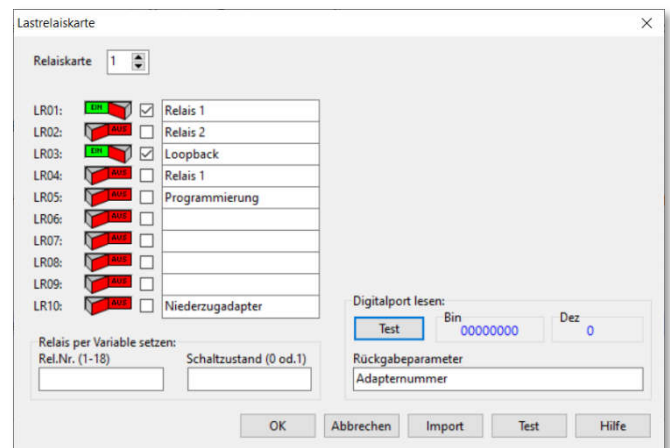 Lastrelaiskarte
Relaiskarte 1
LR01: EIN Relais 1
LR02: AUS Relais 2
LR03: EIN Loopback
LR04: AUS Relais 1
LR05: AUS Programmierung
LR06: AUS
LR07: AUS
LR08: AUS
LR09: AUS
LR10: AUS Niederzugadapter
Relais per Variable setzen:
Rel.Nr. (1-18) Schaltzustand (0 od.1)
Digitalport lesen:
Test Bin 00000000 Dez 0
Rückgabeparameter
Adapternummer
OK Abbrechen Import Test Hilfe